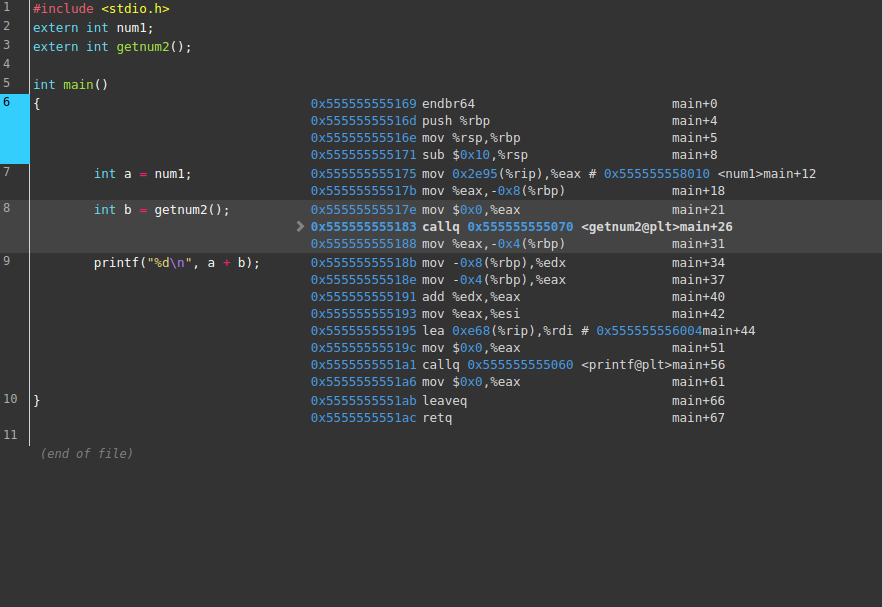 1 #include <stdio.h>
2 extern int num1;
3 extern int getnum2();
4
5 int main()
6 { 0x555555555169 endbr64 main+0
0x55555555516d push %rbp main+4
0x55555555516e mov %rsp,%rbp main+5
0x555555555171 sub $0x10,%rsp main+8
7 int a = num1; 0x555555555175 mov 0x2e95(%rip),%eax # 0x555555558010 <num1>main+12
0x55555555517b mov %eax,-0x8(%rbp) main+18
8 int b = getnum2(); 0x55555555517e mov $0x0,%eax main+21
0x555555555183 callq 0x555555555070 <getnum2@plt>main+26
0x555555555188 mov %eax,-0x4(%rbp) main+31
9 printf("%d\n", a + b); 0x55555555518b mov -0x8(%rbp),%edx main+34
0x55555555518e mov -0x4(%rbp),%eax main+37
0x555555555191 add %edx,%eax main+40
0x555555555193 mov %eax,%esi main+42
0x555555555195 lea 0xe68(%rip),%rdi # 0x555555556004main+44
0x55555555519c mov $0x0,%eax main+51
0x5555555551a1 callq 0x555555555060 <printf@plt>main+56
0x5555555551a6 mov $0x0,%eax main+61
10 } 0x5555555551ab leaveq main+66
0x5555555551ac retq main+67
11
(end of file)